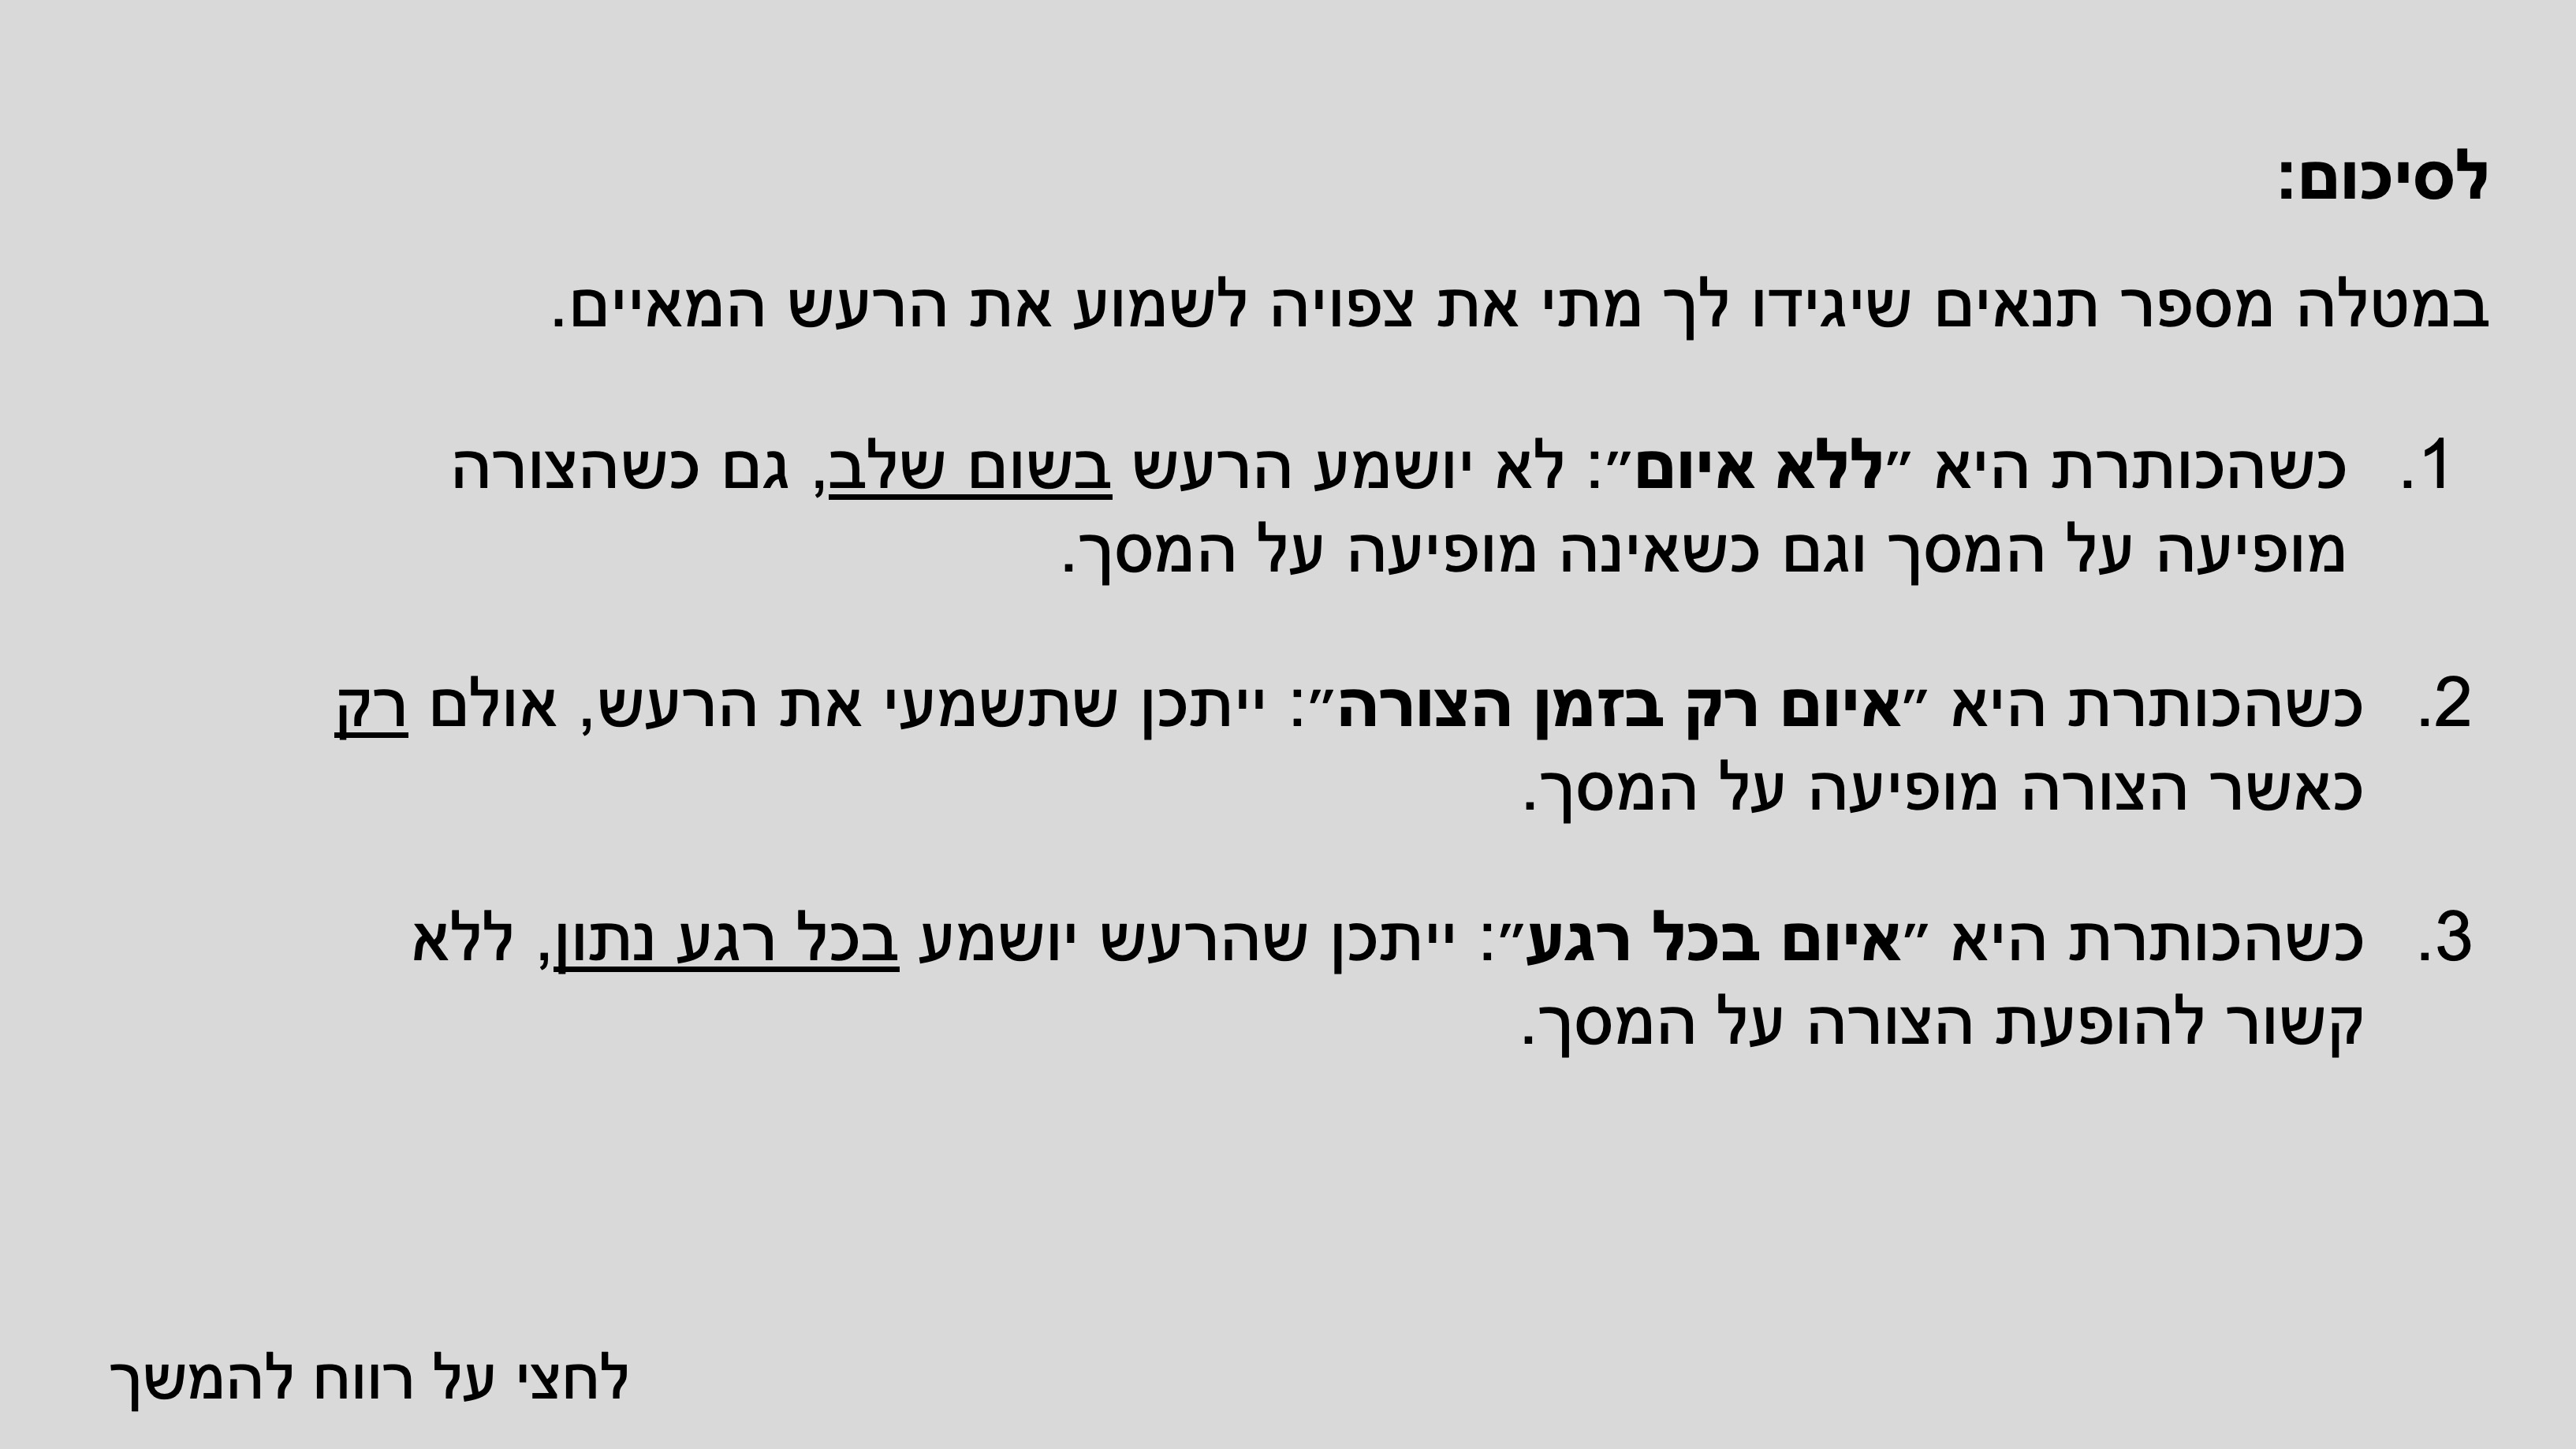 לסיכום:
במטלה מספר תנאים שיגידו לך מתי את צפויה לשמוע את הרעש המאיים.
1. כשהכותרת היא ״ללא איום״: לא יושמע הרעש בשום שלב, גם כשהצורה
מופיעה על המסך וגם כשאינה מופיעה על המסך.
2. כשהכותרת היא ״איום רק בזמן הצורה״: ייתכן שתשמעי את הרעש, אולם רק
כאשר הצורה מופיעה על המסך.
3. כשהכותרת היא ״איום בכל רגע״: ייתכן שהרעש יושמע בכל רגע נתון, ללא
קשור להופעת הצורה על המסך.
לחצי על רווח להמשך